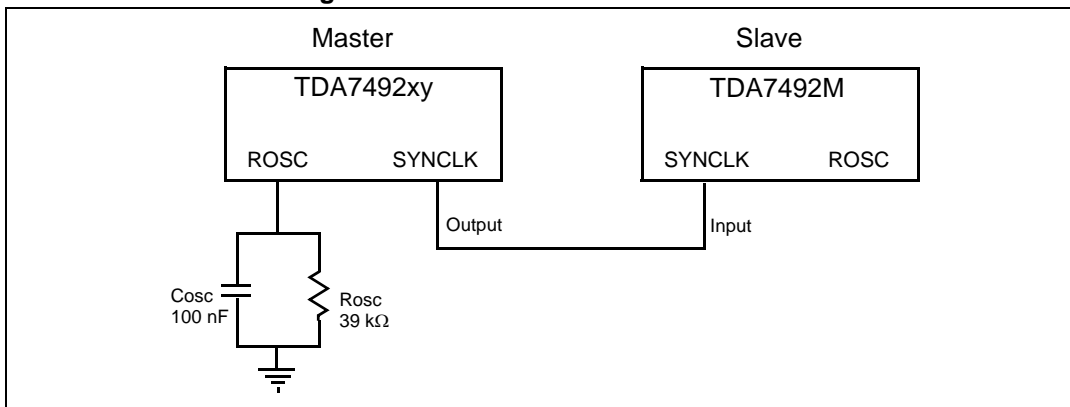 Master
Slave
TDA7492xy
TDA7492M
ROSC
SYNCLK
SYNCLK
ROSC
Output
Input
Cosc
100 nF
Rosc
39 kΩ